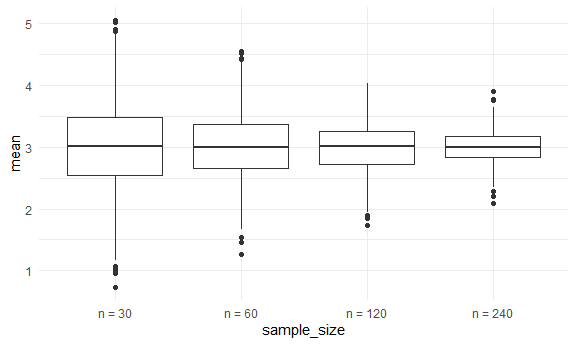 5
4
3
2
1
mean
n = 30
n = 60
n = 120
n = 240
sample_size